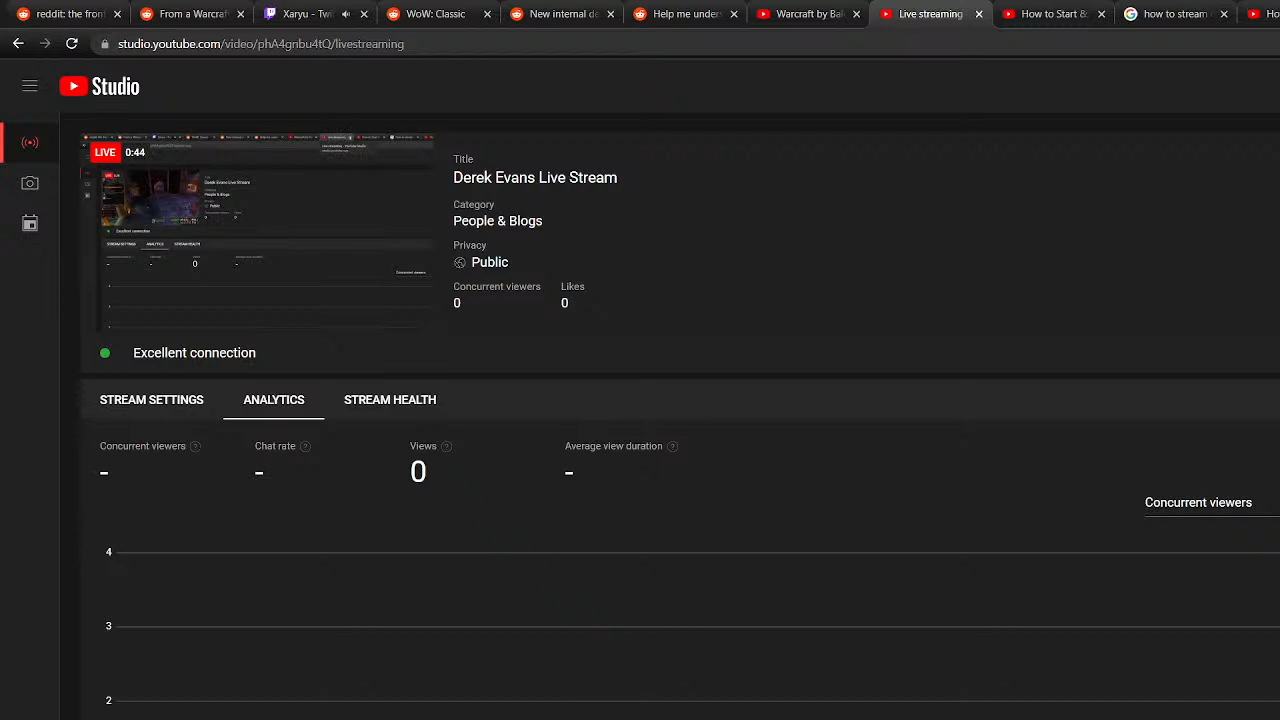 reddit: the front
From a Warcraf
Xaryu - Twi
WoW: Classic
New internal de
Help me unders
Warcraft by Bak
Live streaming
How to Start &
how to stream
Ho
studio.youtube.com/video/phA4gnbu4tQ/livestreaming
Studio
LIVE 0:44
Title
Derek Evans Live Stream
Category
People & Blogs
Privacy
Public
Concurrent viewers Likes
0 0
Excellent connection
STREAM SETTINGS ANALYTICS STREAM HEALTH
Concurrent viewers Chat rate Views Average view duration
- - 0 -
Concurrent viewers
4
3
2